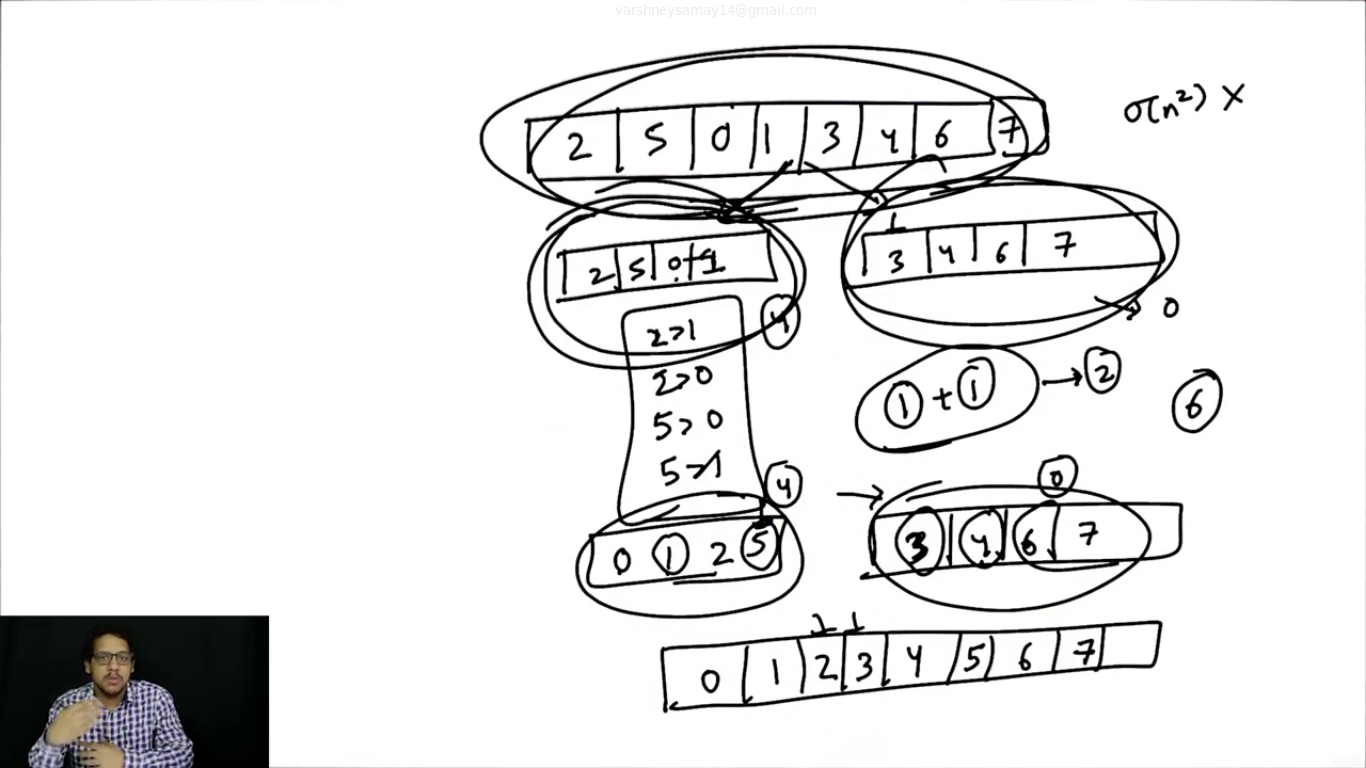 varshneysamay14@gmail.com
O(n²) X
2 5 0 1 3 4 6 7
2 5 0 1
3 4 6 7
2>1
4
0
2>0
1 + 1 → 2
6
5>0
5>1
4
0
0 1 2 5
3 4 6 7
0 1 2 3 4 5 6 7